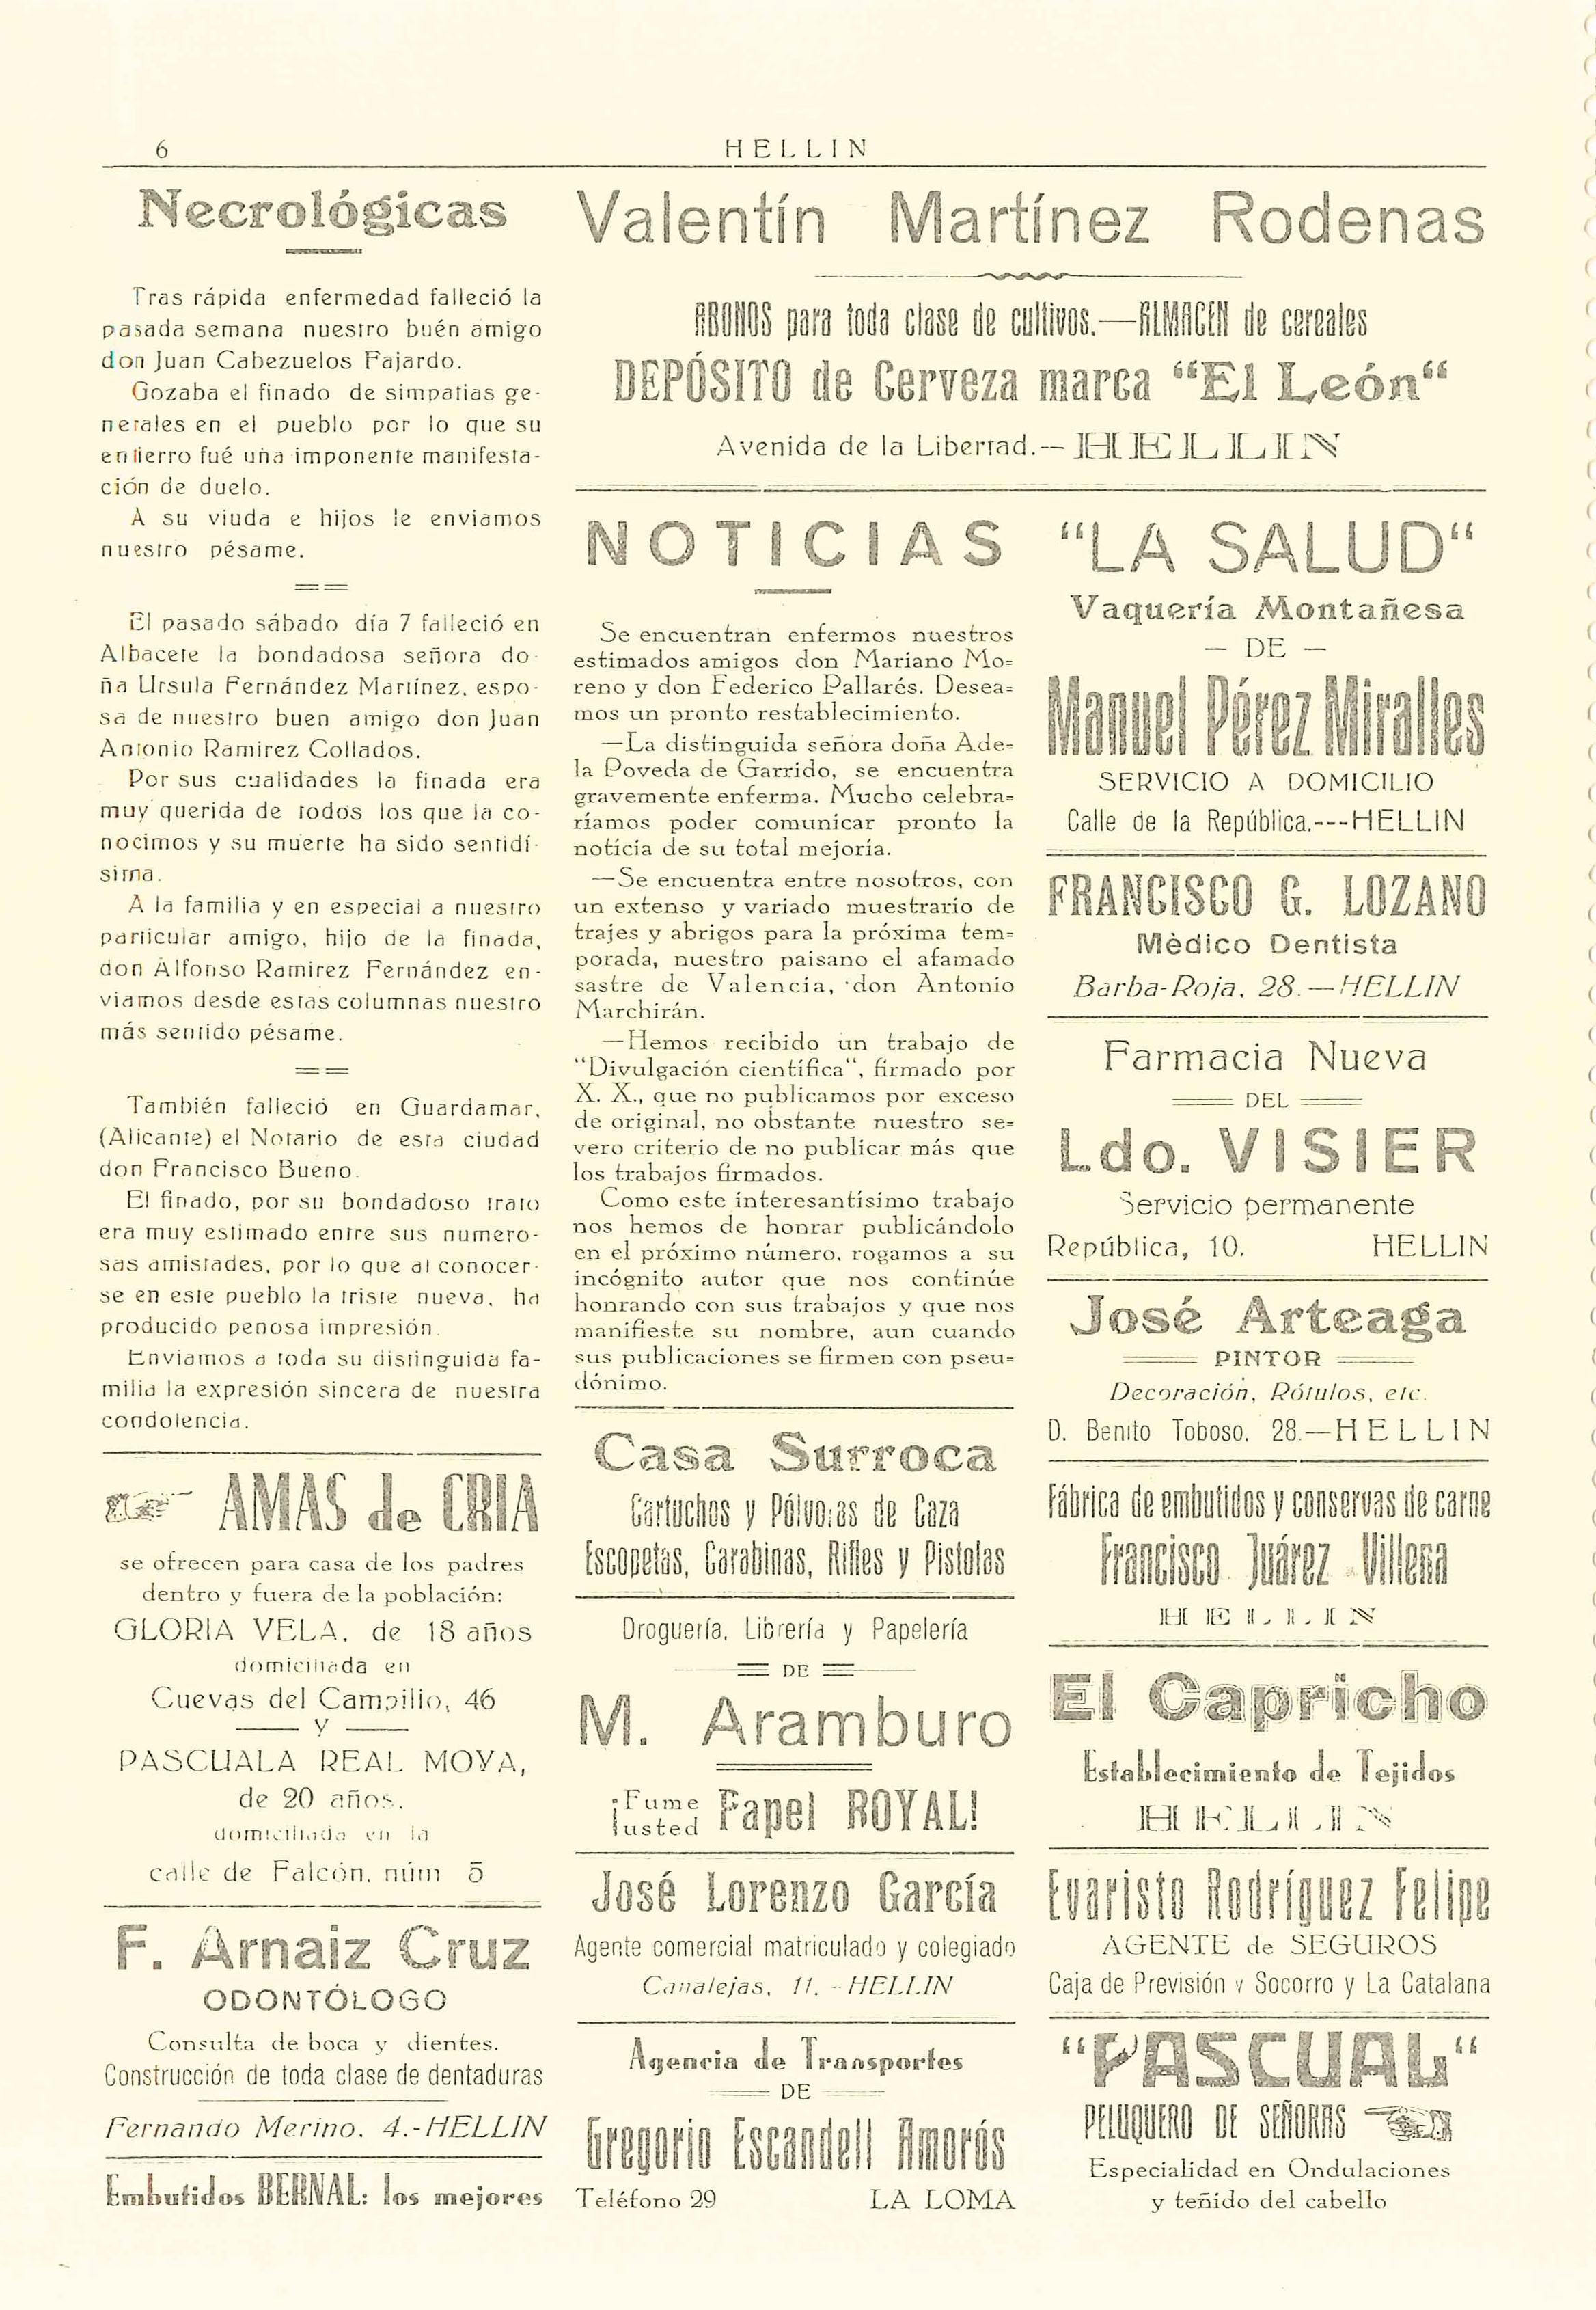 6
HELLIN
Necrológicas
Tras rápida enfermedad falleció la
pasada semana nuestro buén amigo
don Juan Cabezuelos Fajardo.
Gozaba el finado de simpatias ge-
nerales en el pueblo por lo que su
entierro fué uña imponente manifesta-
ción de duelo.
A su viuda e hijos le enviamos
nuestro pésame.
El pasado sábado día 7 falleció en
Albacete la bondadosa señora do-
ña Ursula Fernández Martínez, espo-
sa de nuestro buen amigo don Juan
Antonio Ramirez Collados.
Por sus cualidades la finada era
muy querida de todos los que la co-
nocimos y su muerte ha sido sentidí-
sima.
A la familia y en especial a nuestro
particular amigo, hijo de la finada,
don Alfonso Ramirez Fernández en-
viamos desde estas columnas nuestro
más sentido pésame.
También falleció en Guardamar,
(Alicante) el Notario de esta ciudad
don Francisco Bueno.
El finado, por su bondadoso trato
era muy estimado entre sus numero-
sas amistades, por lo que al conocer-
se en este pueblo la triste nueva, ha
producido penosa impresión.
Enviamos a toda su distinguida fa-
milia la expresión sincera de nuestra
condolencia.
AMAS de CRIA
se ofrecen para casa de los padres
dentro y fuera de la población:
GLORIA VELA, de 18 años
domiciliada en
Cuevas del Campillo, 46
Y
PASCUALA REAL MOYA,
de 20 años,
domiciliada en la
calle de Falcón, núm 5
F. Arnaiz Cruz
ODONTÓLOGO
Consulta de boca y dientes.
Construcción de toda clase de dentaduras
Fernando Merino. 4.-HELLIN
Embutidos BERNAL: los mejores
Valentín Martínez Rodenas
ABONOS para toda clase de cultivos.—ALMACEN de cereales
DEPÓSITO de Cerveza marca “El León“
Avenida de la Libertad.— HELLIN
NOTICIAS
Se encuentran enfermos nuestros
estimados amigos don Mariano Mo=
reno y don Federico Pallarés. Desea=
mos un pronto restablecimiento.
—La distinguida señora doña Ade=
la Poveda de Garrido, se encuentra
gravemente enferma. Mucho celebra=
ríamos poder comunicar pronto la
noticia de su total mejoría.
—Se encuentra entre nosotros, con
un extenso y variado muestrario de
trajes y abrigos para la próxima tem=
porada, nuestro paisano el afamado
sastre de Valencia, don Antonio
Marchirán.
—Hemos recibido un trabajo de
“Divulgación científica“, firmado por
X. X., que no publicamos por exceso
de original, no obstante nuestro se=
vero criterio de no publicar más que
los trabajos firmados.
Como este interesantísimo trabajo
nos hemos de honrar publicándolo
en el próximo número, rogamos a su
incógnito autor que nos continúe
honrando con sus trabajos y que nos
manifieste su nombre, aun cuando
sus publicaciones se firmen con pseu=
dónimo.
Casa Surroca
Cartuchos y Pólvoras de Caza
Escopetas, Carabinas, Rifles y Pistolas
Droguería, Librería y Papelería
DE
M. Aramburo
¡Fume usted Papel ROYAL!
José Lorenzo García
Agente comercial matriculado y colegiado
Canalejas, 11. - HELLIN
Agencia de Transportes
DE
Gregorio Escandell Amorós
Teléfono 29 LA LOMA
“LA SALUD“
Vaquería Montañesa
— DE —
Manuel Pérez Miralles
SERVICIO A DOMICILIO
Calle de la República.---HELLIN
FRANCISCO G. LOZANO
Mèdico Dentista
Barba-Roja, 28.—HELLIN
Farmacia Nueva
DEL
Ldo. VISIER
Servicio permanente
República, 10. HELLIN
José Arteaga
PINTOR
Decoración, Rótulos, etc.
D. Benito Toboso, 28.—HELLIN
Fábrica de embutidos y conservas de carne
Francisco Juárez Villena
HELLIN
El Capricho
Establecimiento de Tejidos
HELLIN
Evaristo Rodríguez Felipe
AGENTE de SEGUROS
Caja de Previsión y Socorro y La Catalana
“PASCUAL“
PELUQUERO DE SEÑORAS
Especialidad en Ondulaciones
y teñido del cabello